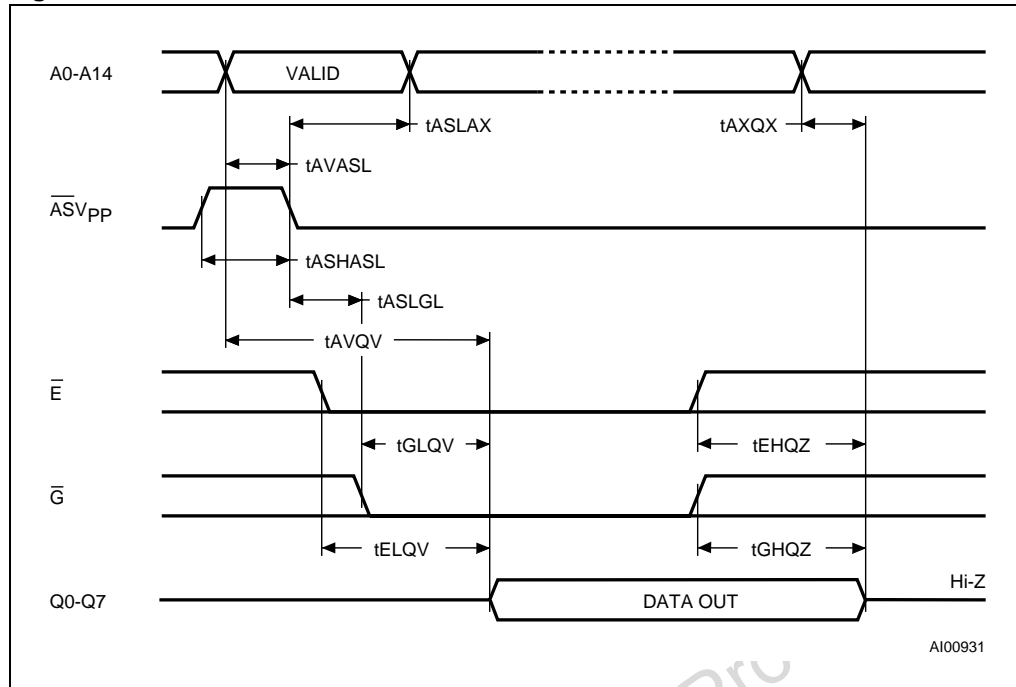 A0-A14
VALID
tASLAX
tAXQX
tAVASL
ASVPP
tASHASL
tASLGL
tAVQV
E
tGLQV
tEHQZ
G
tELQV
tGHQZ
Hi-Z
Q0-Q7
DATA OUT
AI00931